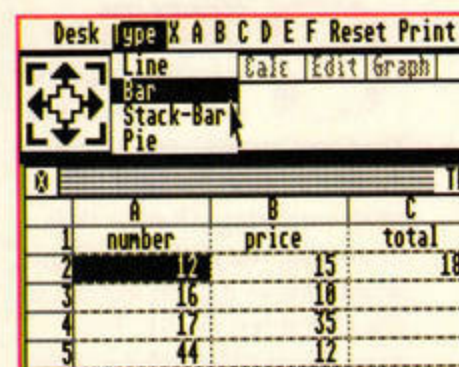 Desk Type X A B C D E F Reset Print
Line
Calc Edit Graph
Bar
Stack-Bar
Pie
A B C
1 number price total
2 12 15
3 16 10
4 17 35
5 44 12